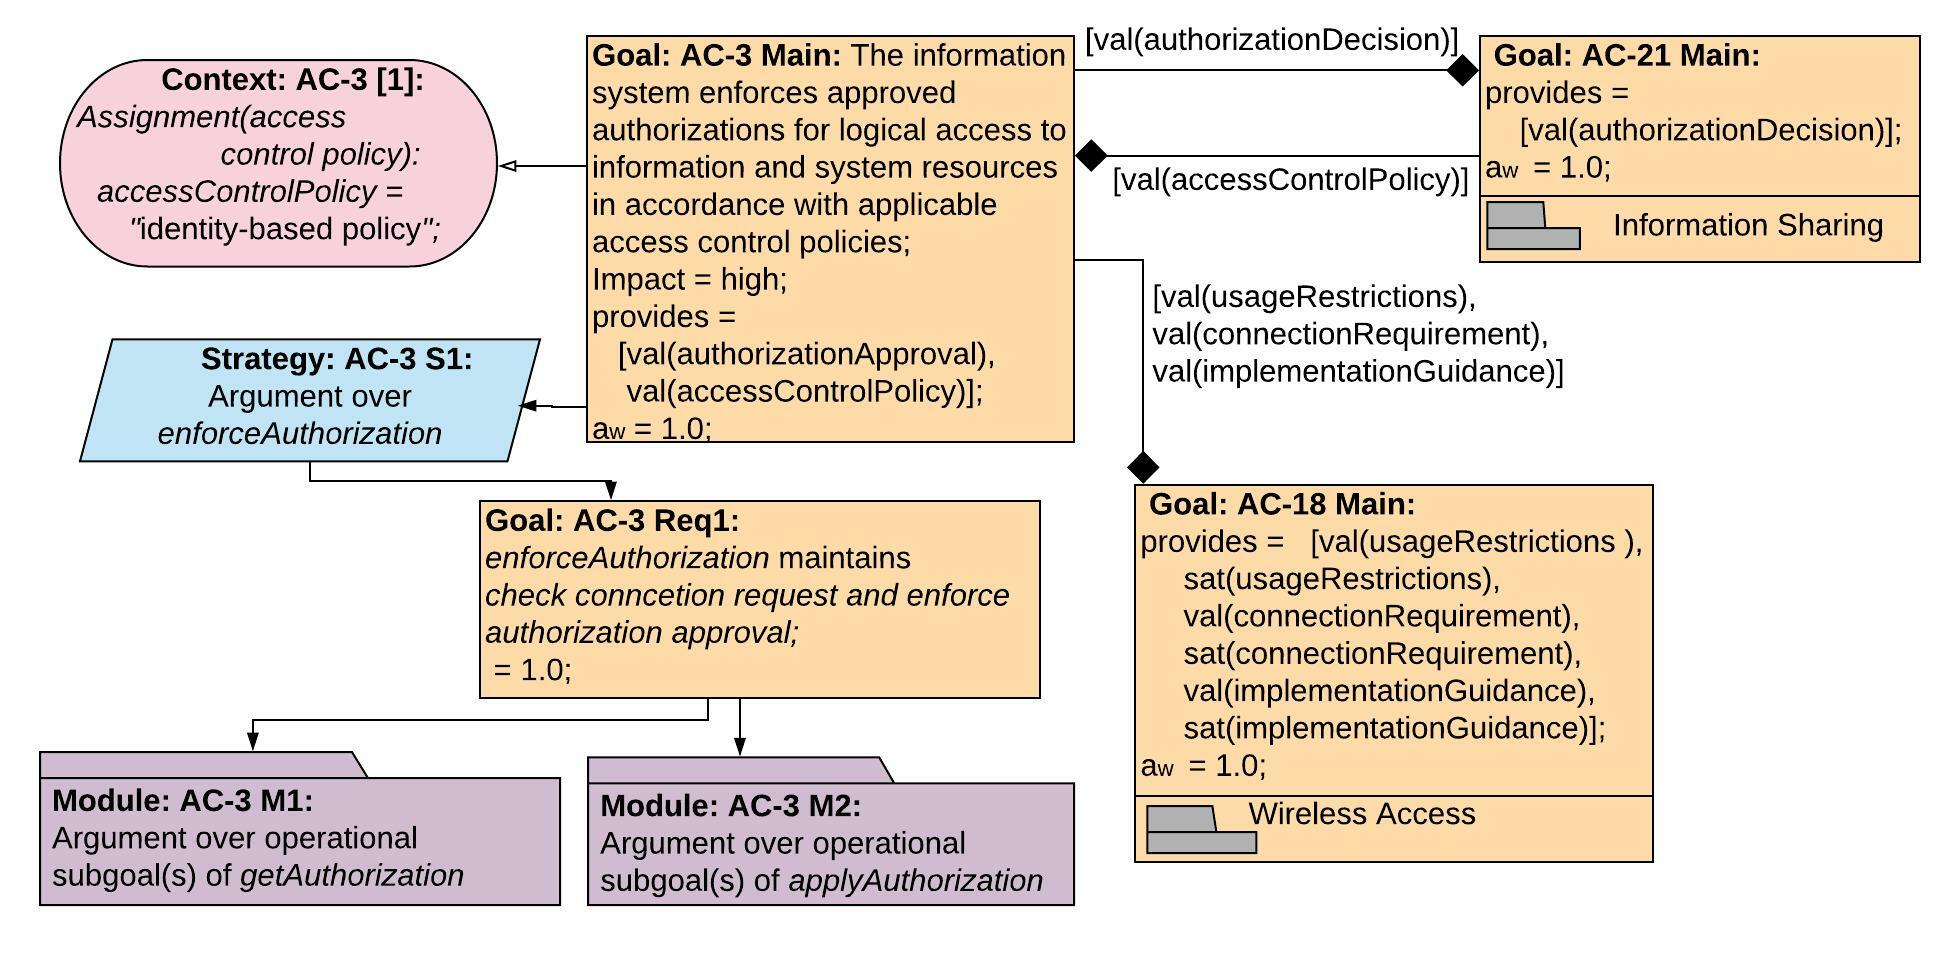 Context: AC-3 [1]:
Assignment(access
control policy):
accessControlPolicy =
"identity-based policy";
Goal: AC-3 Main: The information
system enforces approved
authorizations for logical access to
information and system resources
in accordance with applicable
access control policies;
Impact = high;
provides =
[val(authorizationApproval),
val(accessControlPolicy)];
aw = 1.0;
[val(authorizationDecision)]
[val(accessControlPolicy)]
Goal: AC-21 Main:
provides =
[val(authorizationDecision)];
aw = 1.0;
Information Sharing
[val(usageRestrictions),
val(connectionRequirement),
val(implementationGuidance)]
Strategy: AC-3 S1:
Argument over
enforceAuthorization
Goal: AC-3 Req1:
enforceAuthorization maintains
check conncetion request and enforce
authorization approval;
= 1.0;
Goal: AC-18 Main:
provides = [val(usageRestrictions ),
sat(usageRestrictions),
val(connectionRequirement),
sat(connectionRequirement),
val(implementationGuidance),
sat(implementationGuidance)];
aw = 1.0;
Wireless Access
Module: AC-3 M1:
Argument over operational
subgoal(s) of getAuthorization
Module: AC-3 M2:
Argument over operational
subgoal(s) of applyAuthorization